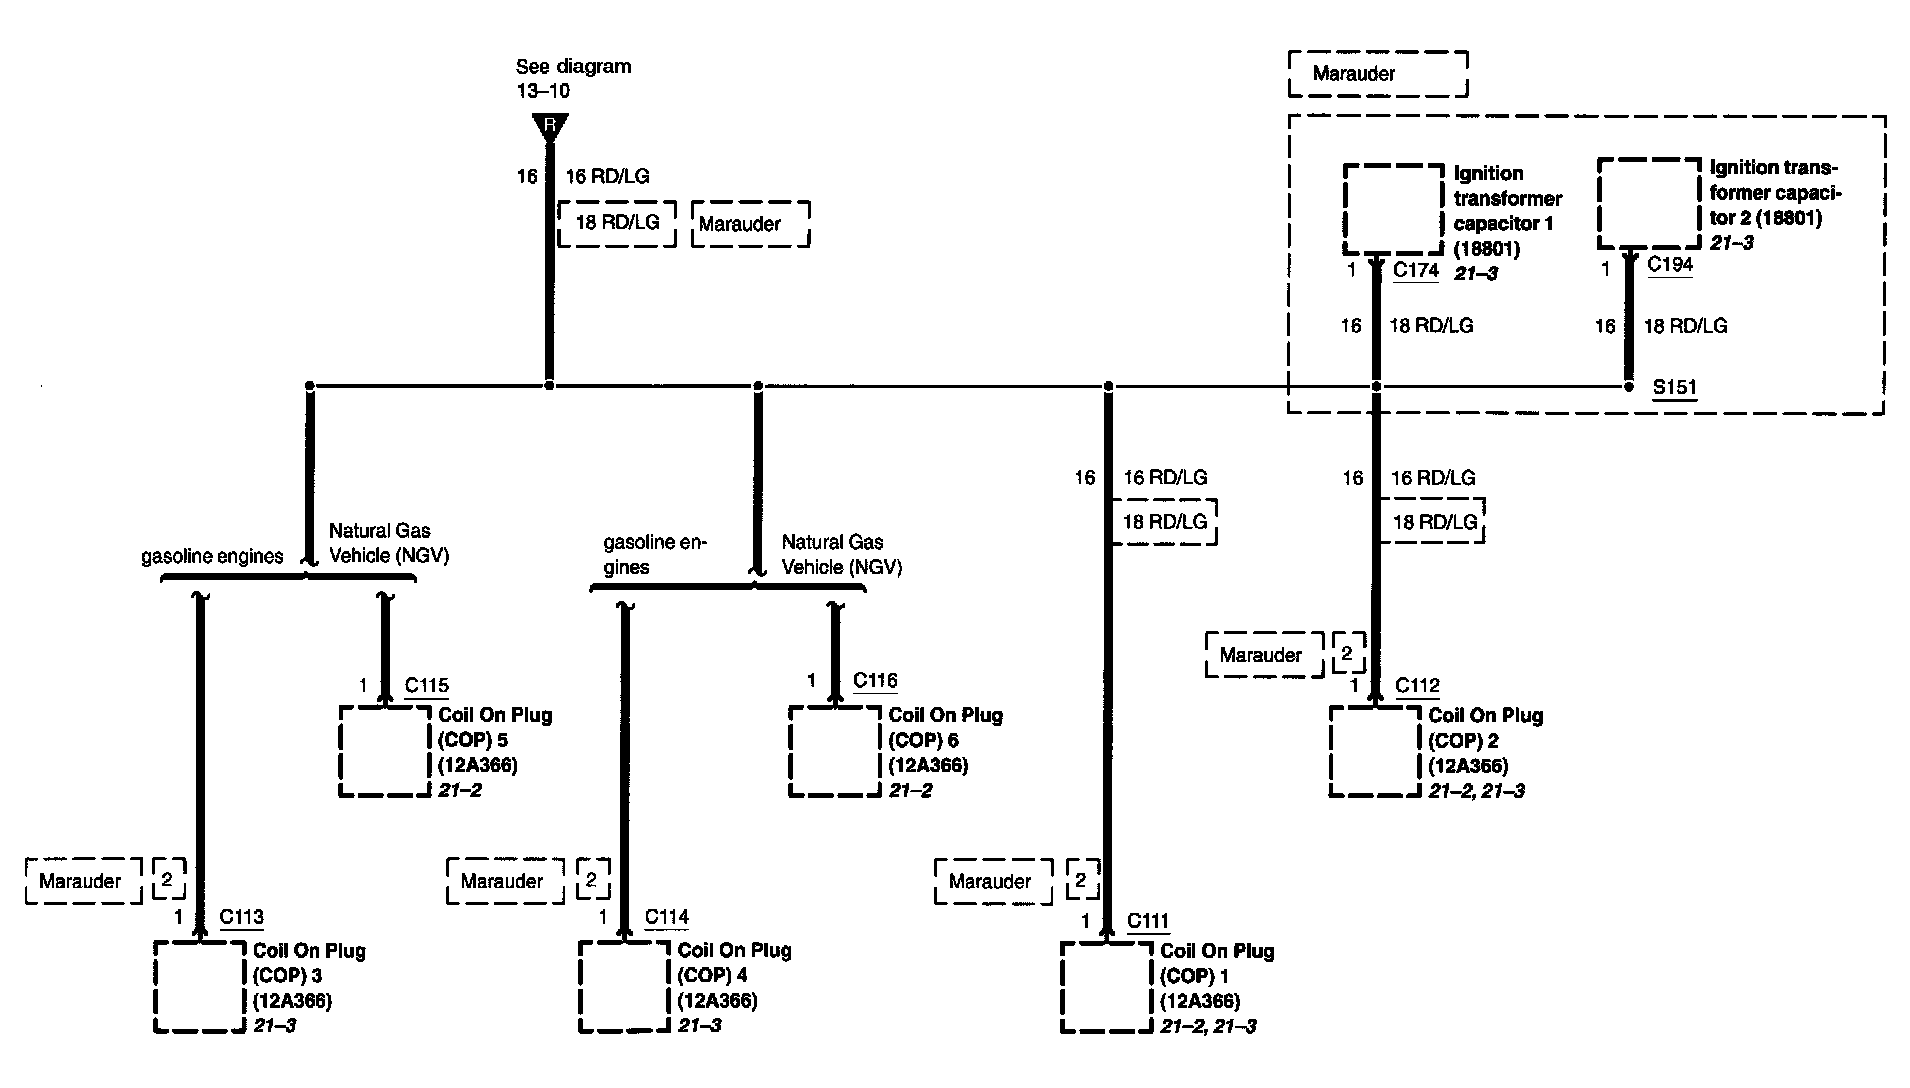 See diagram
13–10
R
16 16 RD/LG
18 RD/LG Marauder
Marauder
Ignition
transformer
capacitor 1
(18801)
21–3
1 C174
16 18 RD/LG
Ignition trans-
former capaci-
tor 2 (18801)
21–3
1 C194
16 18 RD/LG
S151
gasoline engines
Natural Gas
Vehicle (NGV)
gasoline en-
gines
Natural Gas
Vehicle (NGV)
16 16 RD/LG
18 RD/LG
16 16 RD/LG
18 RD/LG
1 C115
Coil On Plug
(COP) 5
(12A366)
21–2
1 C116
Coil On Plug
(COP) 6
(12A366)
21–2
Marauder 2
1 C112
Coil On Plug
(COP) 2
(12A366)
21–2, 21–3
Marauder 2
1 C113
Coil On Plug
(COP) 3
(12A366)
21–3
Marauder 2
1 C114
Coil On Plug
(COP) 4
(12A366)
21–3
Marauder 2
1 C111
Coil On Plug
(COP) 1
(12A366)
21–2, 21–3